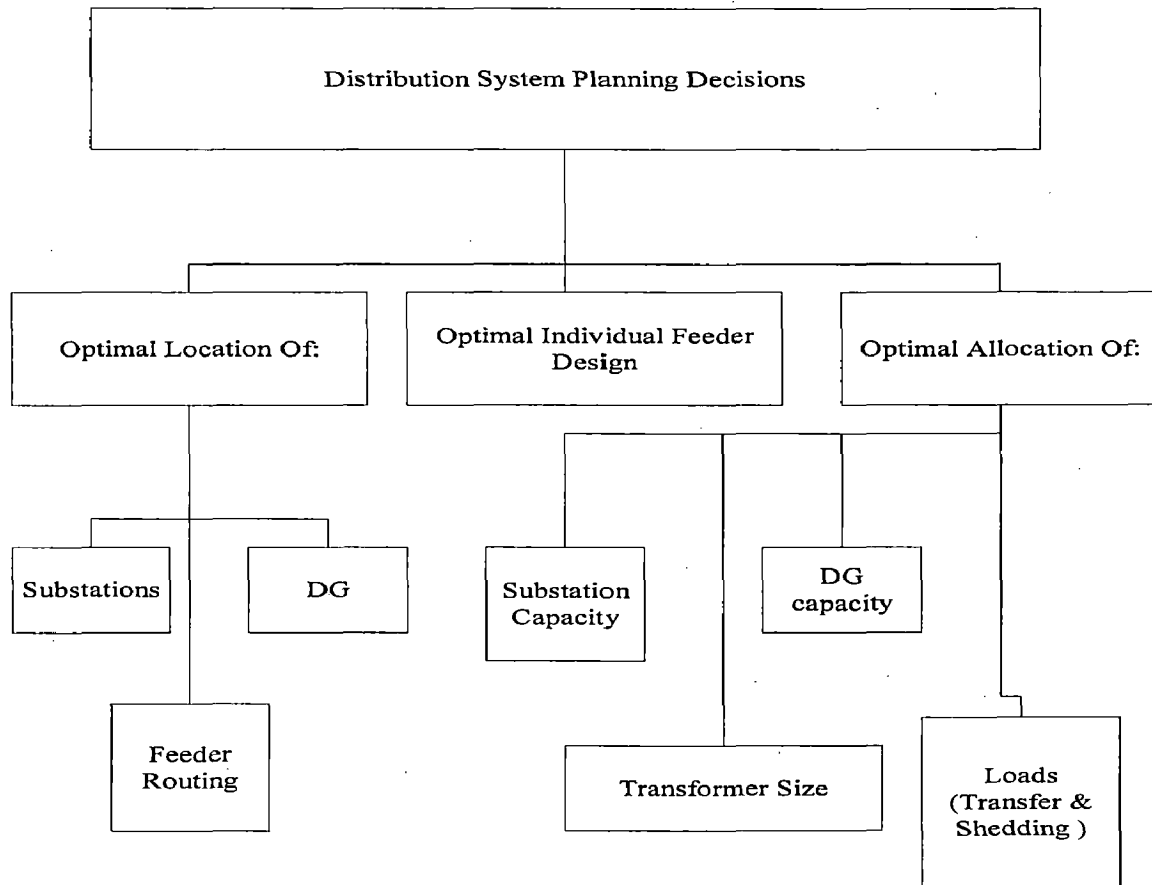 Distribution System Planning Decisions
Optimal Location Of:
Optimal Individual Feeder
Design
Optimal Allocation Of:
Substations
DG
Substation
Capacity
DG
capacity
Feeder
Routing
Transformer Size
Loads
(Transfer &
Shedding )